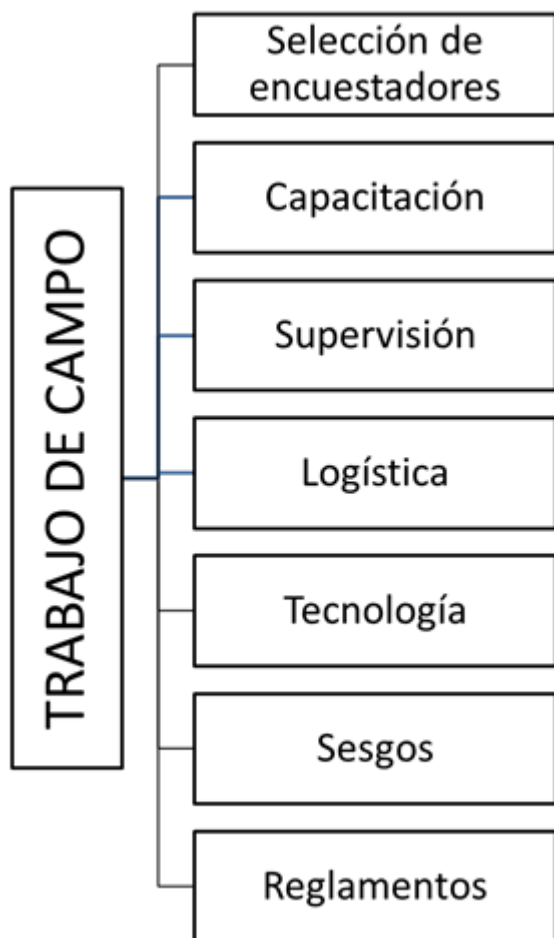 TRABAJO DE CAMPO
Selección de
encuestadores
Capacitación
Supervisión
Logística
Tecnología
Sesgos
Reglamentos